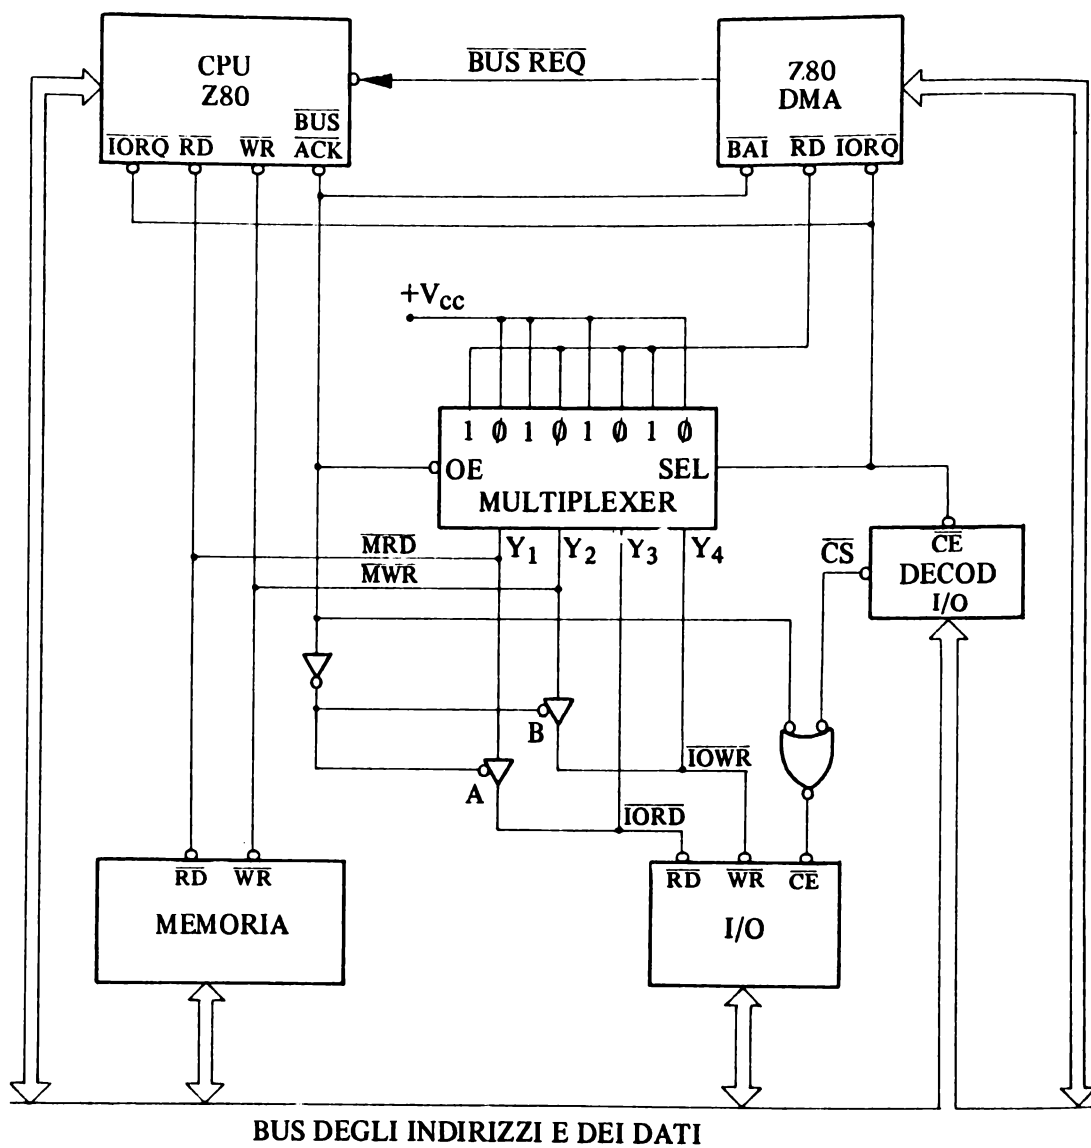 CPU
Z80
BUS
IORQ RD WR ACK
BUS REQ
Z80
DMA
BAI RD IORQ
+Vcc
1 0 1 0 1 0 1 0
OE SEL
MULTIPLEXER
MRD
MWR
Y1 Y2 Y3 Y4
CS
CE
DECOD
I/O
B
A
IOWR
IORD
RD WR
MEMORIA
RD WR CE
I/O
BUS DEGLI INDIRIZZI E DEI DATI